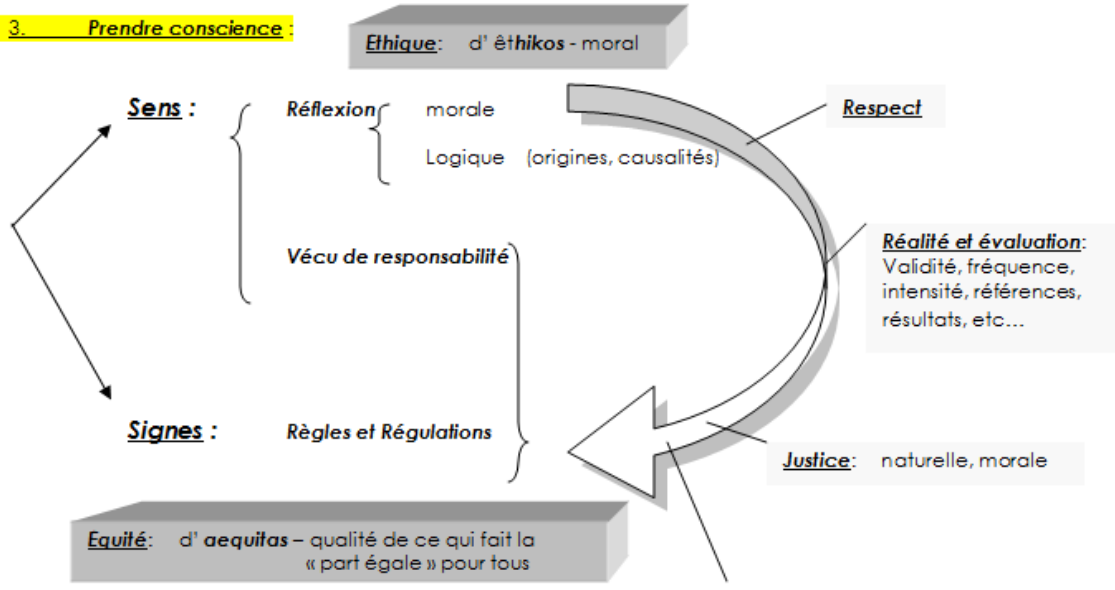 3. Prendre conscience :
Ethique: d' êthikos - moral
Sens : Réflexion morale
Respect
Logique (origines, causalités)
Réalité et évaluation:
Validité, fréquence,
intensité, références,
résultats, etc...
Vécu de responsabilité
Signes : Règles et Régulations
Justice: naturelle, morale
Equité: d' aequitas – qualité de ce qui fait la
« part égale » pour tous